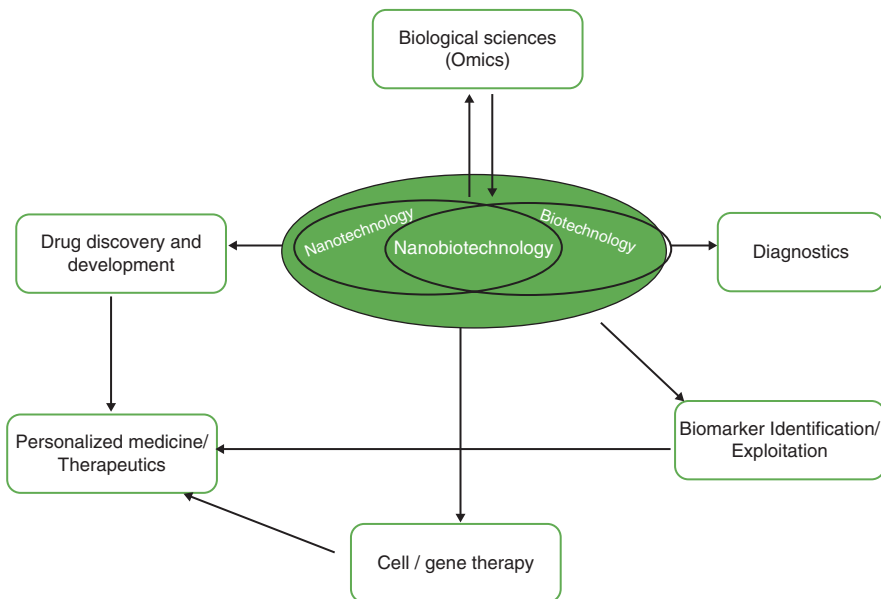 Biological sciences
(Omics)
Nanotechnology
Biotechnology
Nanobiotechnology
Drug discovery and
development
Diagnostics
Personalized medicine/
Therapeutics
Biomarker Identification/
Exploitation
Cell / gene therapy